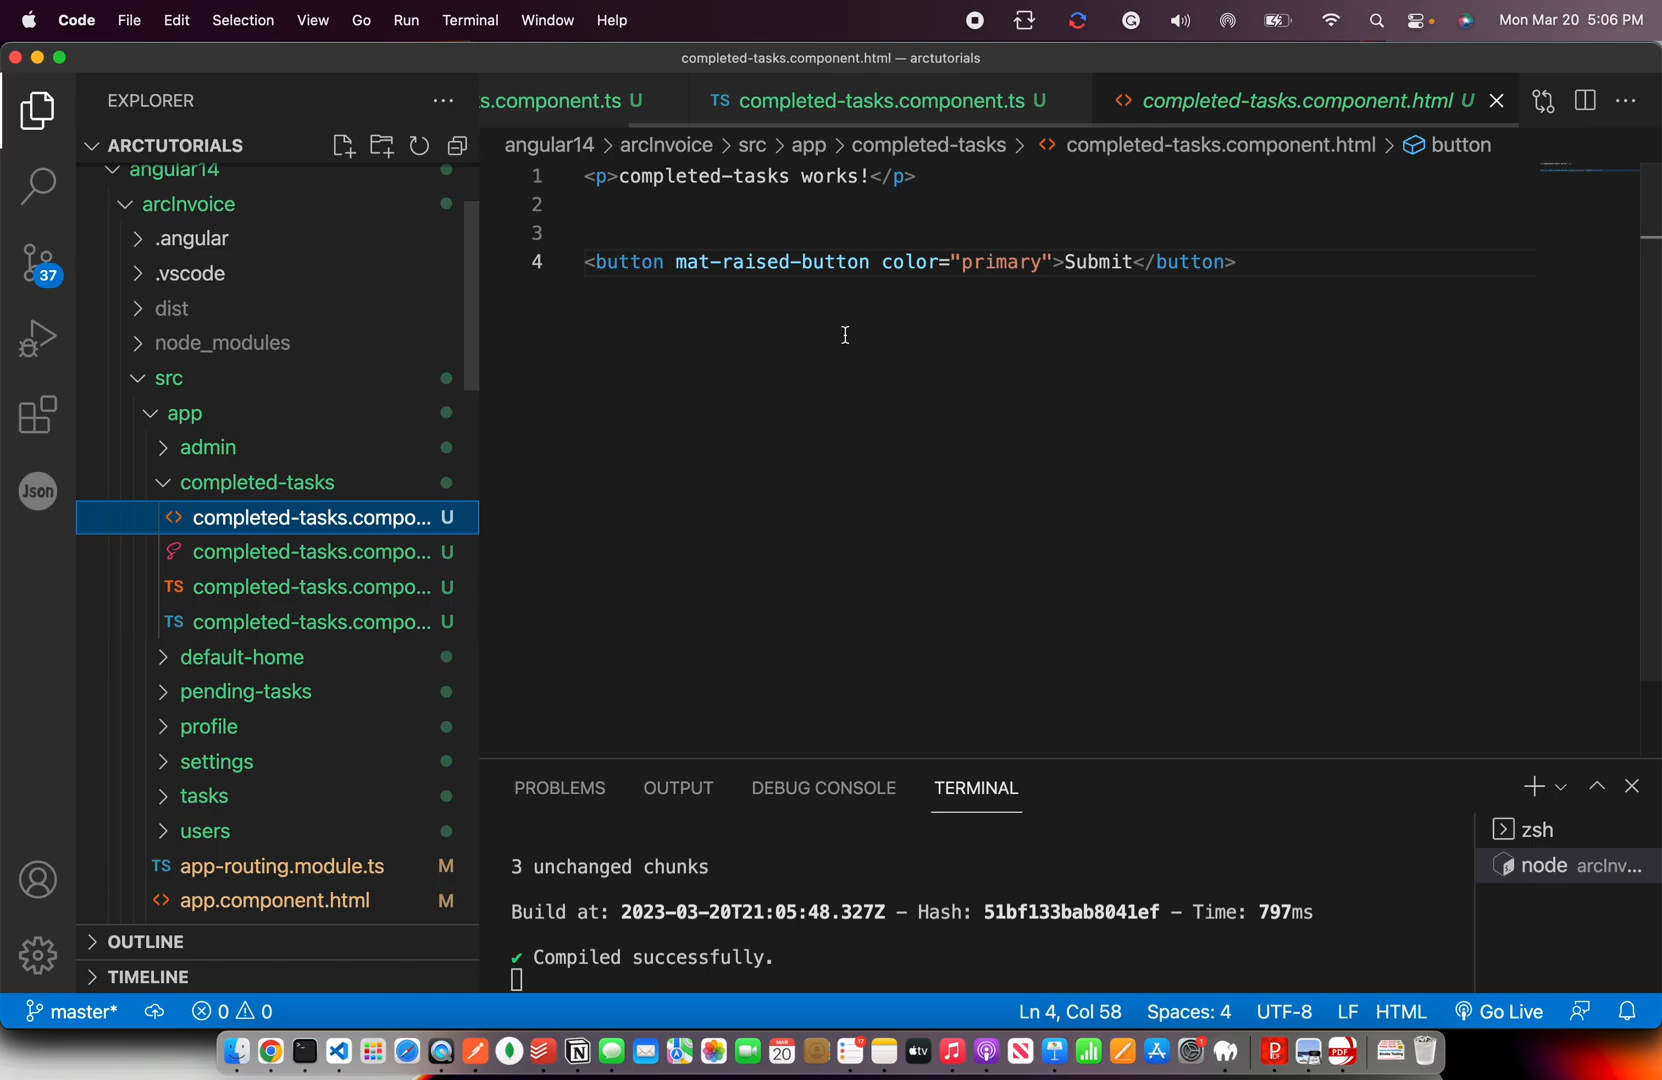 Code File Edit Selection View Go Run Terminal Window Help Mon Mar 20 5:06 PM
completed-tasks.component.html — arctutorials
EXPLORER
s.component.ts U
TS completed-tasks.component.ts U
<> completed-tasks.component.html U
ARCTUTORIALS
angular14 > arcInvoice > src > app > completed-tasks > <> completed-tasks.component.html > button
angular14
arcInvoice
.angular
.vscode
dist
node_modules
src
app
admin
completed-tasks
<> completed-tasks.compo... U
completed-tasks.compo... U
TS completed-tasks.compo... U
TS completed-tasks.compo... U
default-home
pending-tasks
profile
settings
tasks
users
TS app-routing.module.ts M
<> app.component.html M
OUTLINE
TIMELINE
37
Json
1 <p>completed-tasks works!</p>
2
3
4 <button mat-raised-button color="primary">Submit</button>
PROBLEMS OUTPUT DEBUG CONSOLE TERMINAL
3 unchanged chunks
Build at: 2023-03-20T21:05:48.327Z - Hash: 51bf133bab8041ef - Time: 797ms
✔ Compiled successfully.
zsh
node arcInv...
master* 0 0 Ln 4, Col 58 Spaces: 4 UTF-8 LF HTML Go Live
MAR
20
17
tv
1
PDF